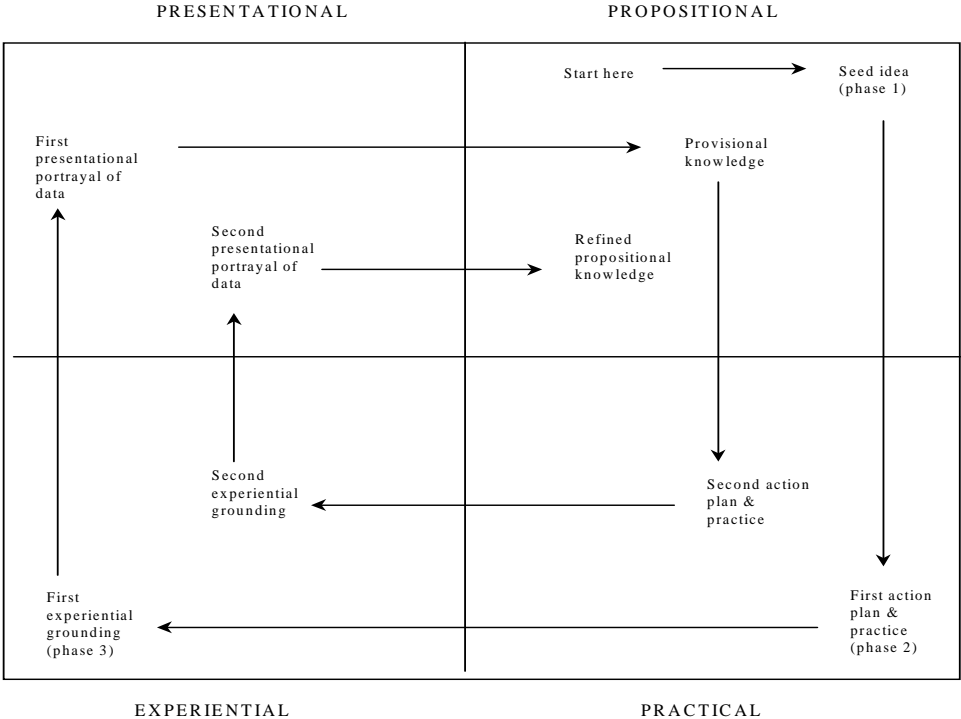 PRESENTATIONAL
PROPOSITIONAL
Start here
Seed idea
(phase 1)
First
presentational
portrayal of
data
Provisional
knowledge
Second
presentational
portrayal of
data
Refined
propositional
knowledge
Second
experiential
grounding
Second action
plan &
practice
First
experiential
grounding
(phase 3)
First action
plan &
practice
(phase 2)
EXPERIENTIAL
PRACTICAL